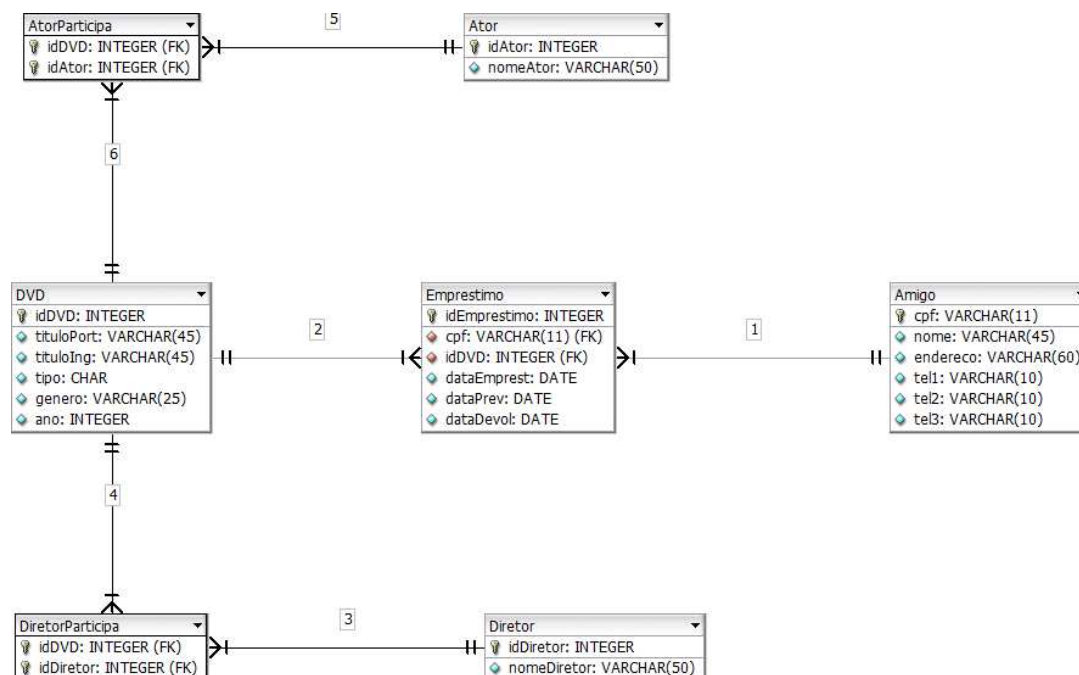 AtorParticipa
idDVD: INTEGER (FK)
idAtor: INTEGER (FK)
5
Ator
idAtor: INTEGER
nomeAtor: VARCHAR(50)
6
DVD
idDVD: INTEGER
tituloPort: VARCHAR(45)
tituloIng: VARCHAR(45)
tipo: CHAR
genero: VARCHAR(25)
ano: INTEGER
2
Emprestimo
idEmprestimo: INTEGER
cpf: VARCHAR(11) (FK)
idDVD: INTEGER (FK)
dataEmprest: DATE
dataPrev: DATE
dataDevol: DATE
1
Amigo
cpf: VARCHAR(11)
nome: VARCHAR(45)
endereco: VARCHAR(60)
tel1: VARCHAR(10)
tel2: VARCHAR(10)
tel3: VARCHAR(10)
4
DiretorParticipa
idDVD: INTEGER (FK)
idDiretor: INTEGER (FK)
3
Diretor
idDiretor: INTEGER
nomeDiretor: VARCHAR(50)